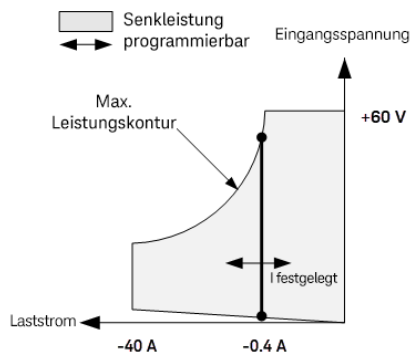 Senkleistung
programmierbar
Eingangsspannung
Max.
Leistungskontur
+60 V
I festgelegt
Laststrom
-40 A
-0.4 A